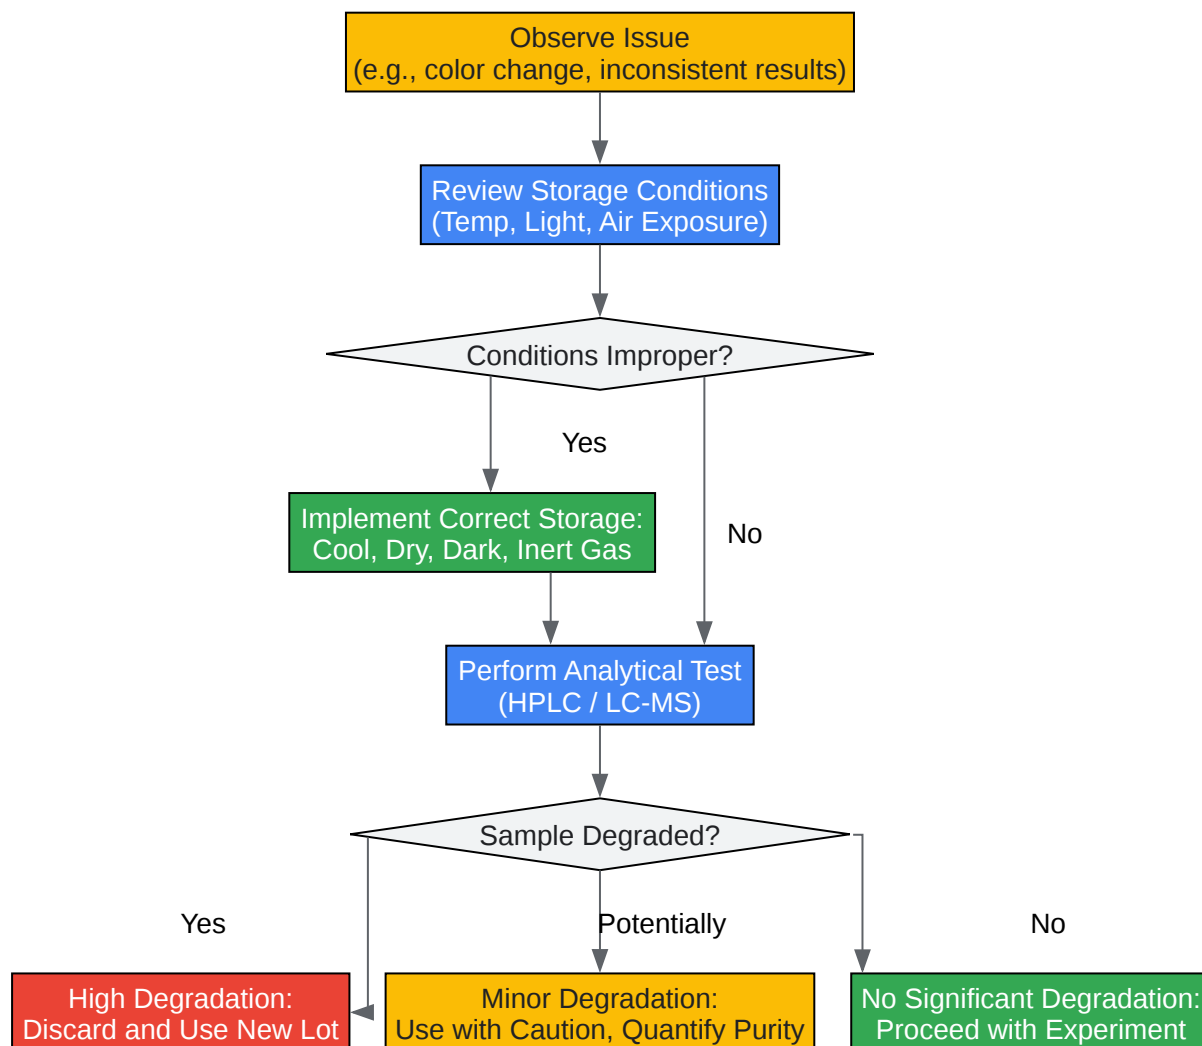 Observe Issue
(e.g., color change, inconsistent results)
Review Storage Conditions
(Temp, Light, Air Exposure)
Conditions Improper?
Yes
Implement Correct Storage:
Cool, Dry, Dark, Inert Gas
No
Perform Analytical Test
(HPLC / LC-MS)
Sample Degraded?
Yes
Potentially
No
High Degradation:
Discard and Use New Lot
Minor Degradation:
Use with Caution, Quantify Purity
No Significant Degradation:
Proceed with Experiment